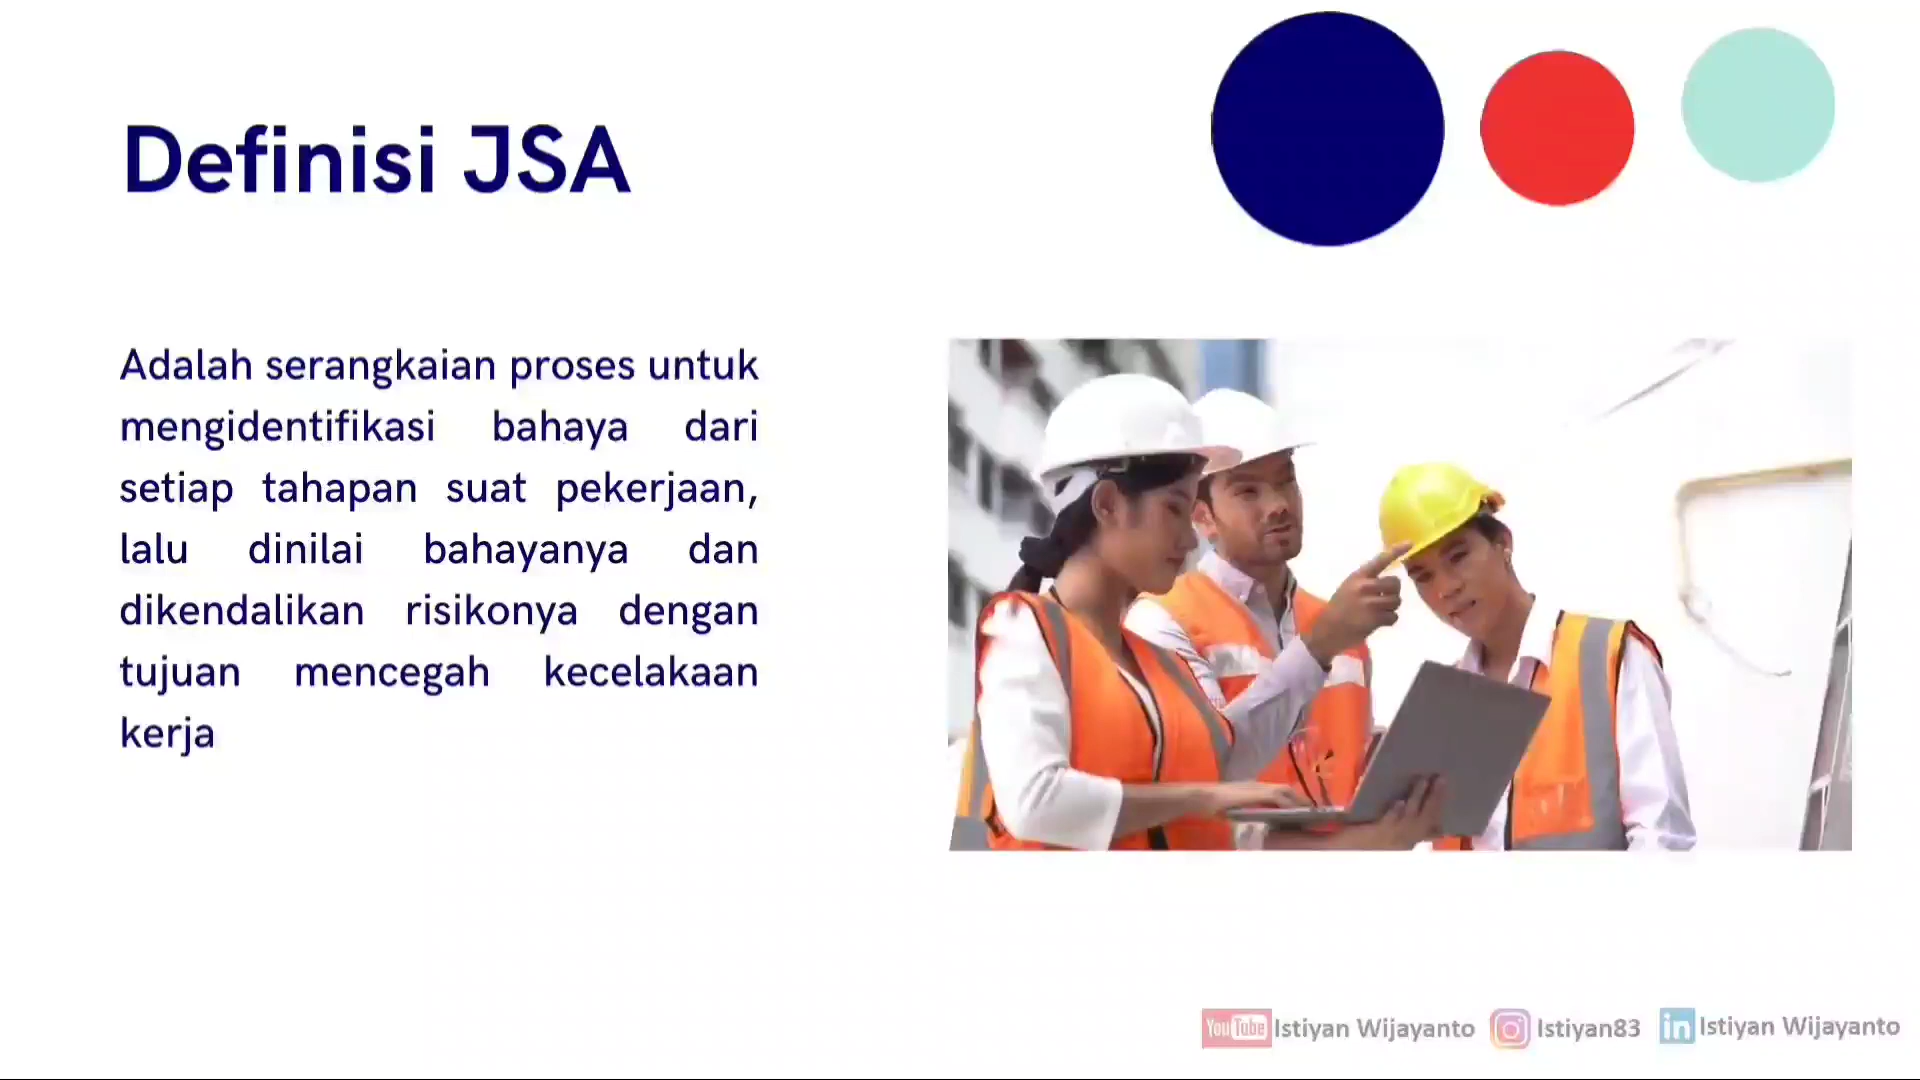 Definisi JSA
Adalah serangkaian proses untuk
mengidentifikasi bahaya dari
setiap tahapan suat pekerjaan,
lalu dinilai bahayanya dan
dikendalikan risikonya dengan
tujuan mencegah kecelakaan
kerja
YouTube Istiyan Wijayanto Istiyan83 in Istiyan Wijayanto